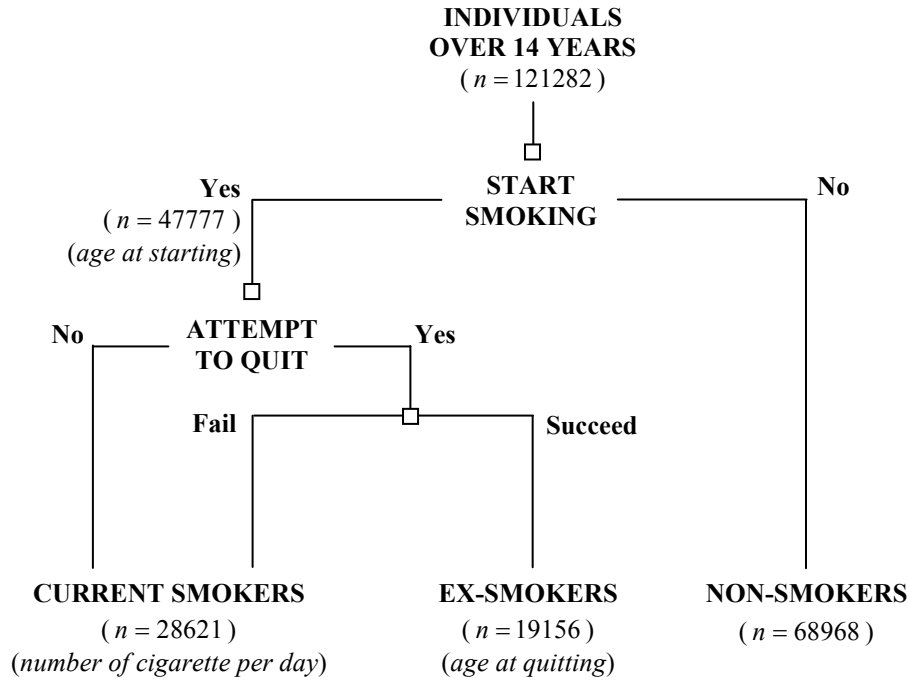 INDIVIDUALS
OVER 14 YEARS
( n = 121282 )
START
SMOKING
Yes
( n = 47777 )
(age at starting)
No
ATTEMPT
TO QUIT
No
Yes
Fail
Succeed
CURRENT SMOKERS
( n = 28621 )
(number of cigarette per day)
EX-SMOKERS
( n = 19156 )
(age at quitting)
NON-SMOKERS
( n = 68968 )